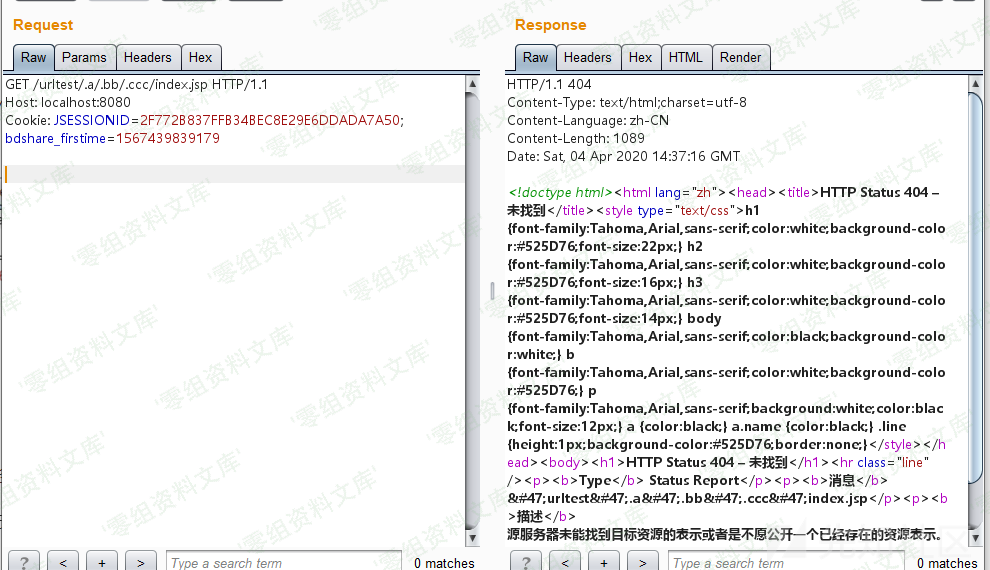 Request
Raw Params Headers Hex
GET /urltest/.a/.bb/.ccc/index.jsp HTTP/1.1
Host: localhost:8080
Cookie: JSESSIONID=2F772B837FFB34BEC8E29E6DDADA7A50;
bdshare_firstime=1567439839179
? < + > Type a search term 0 matches
Response
Raw Headers Hex HTML Render
HTTP/1.1 404
Content-Type: text/html;charset=utf-8
Content-Language: zh-CN
Content-Length: 1089
Date: Sat, 04 Apr 2020 14:37:16 GMT
<!doctype html><html lang="zh"><head><title>HTTP Status 404 –
未找到</title><style type="text/css">h1
{font-family:Tahoma,Arial,sans-serif;color:white;background-colo
r:#525D76;font-size:22px;} h2
{font-family:Tahoma,Arial,sans-serif;color:white;background-colo
r:#525D76;font-size:16px;} h3
{font-family:Tahoma,Arial,sans-serif;color:white;background-colo
r:#525D76;font-size:14px;} body
{font-family:Tahoma,Arial,sans-serif;color:black;background-colo
r:white;} b
{font-family:Tahoma,Arial,sans-serif;color:white;background-colo
r:#525D76;} p
{font-family:Tahoma,Arial,sans-serif;background:white;color:blac
k;font-size:12px;} a {color:black;} a.name {color:black;} .line
{height:1px;background-color:#525D76;border:none;}</style></h
ead><body><h1>HTTP Status 404 – 未找到</h1><hr class="line"
/><p><b>Type</b> Status Report</p><p><b>消息</b>
&#47;urltest&#47;.a&#47;.bb&#47;.ccc&#47;index.jsp</p><p><b
>描述</b>
源服务器未能找到目标资源的表示或者是不愿公开一个已经存在的资源表示。
? < + > Type a search term 0 matches
'零组资料文库'